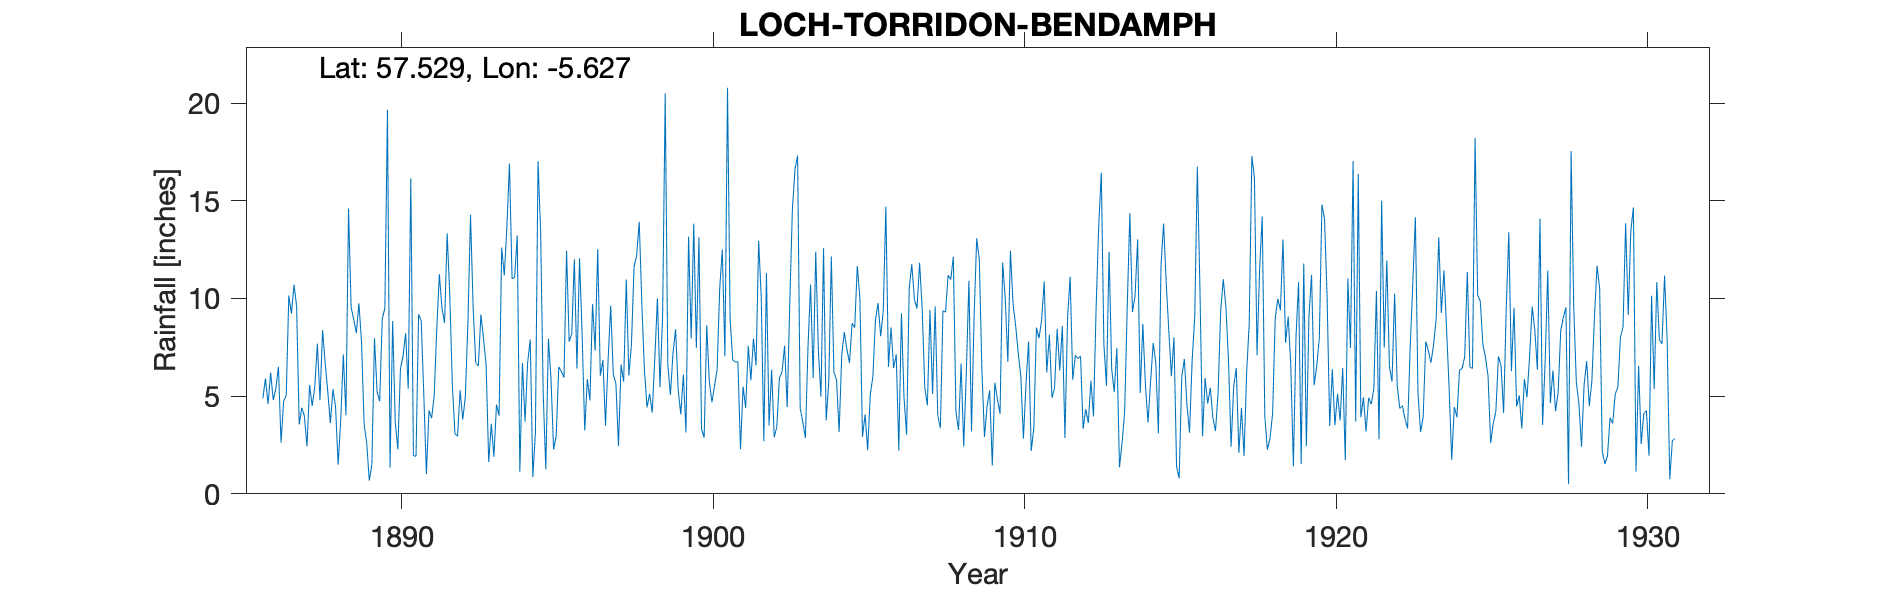 LOCH-TORRIDON-BENDAMPH
Lat: 57.529, Lon: -5.627
Rainfall [inches]
20
15
10
5
0
1890 1900 1910 1920 1930
Year